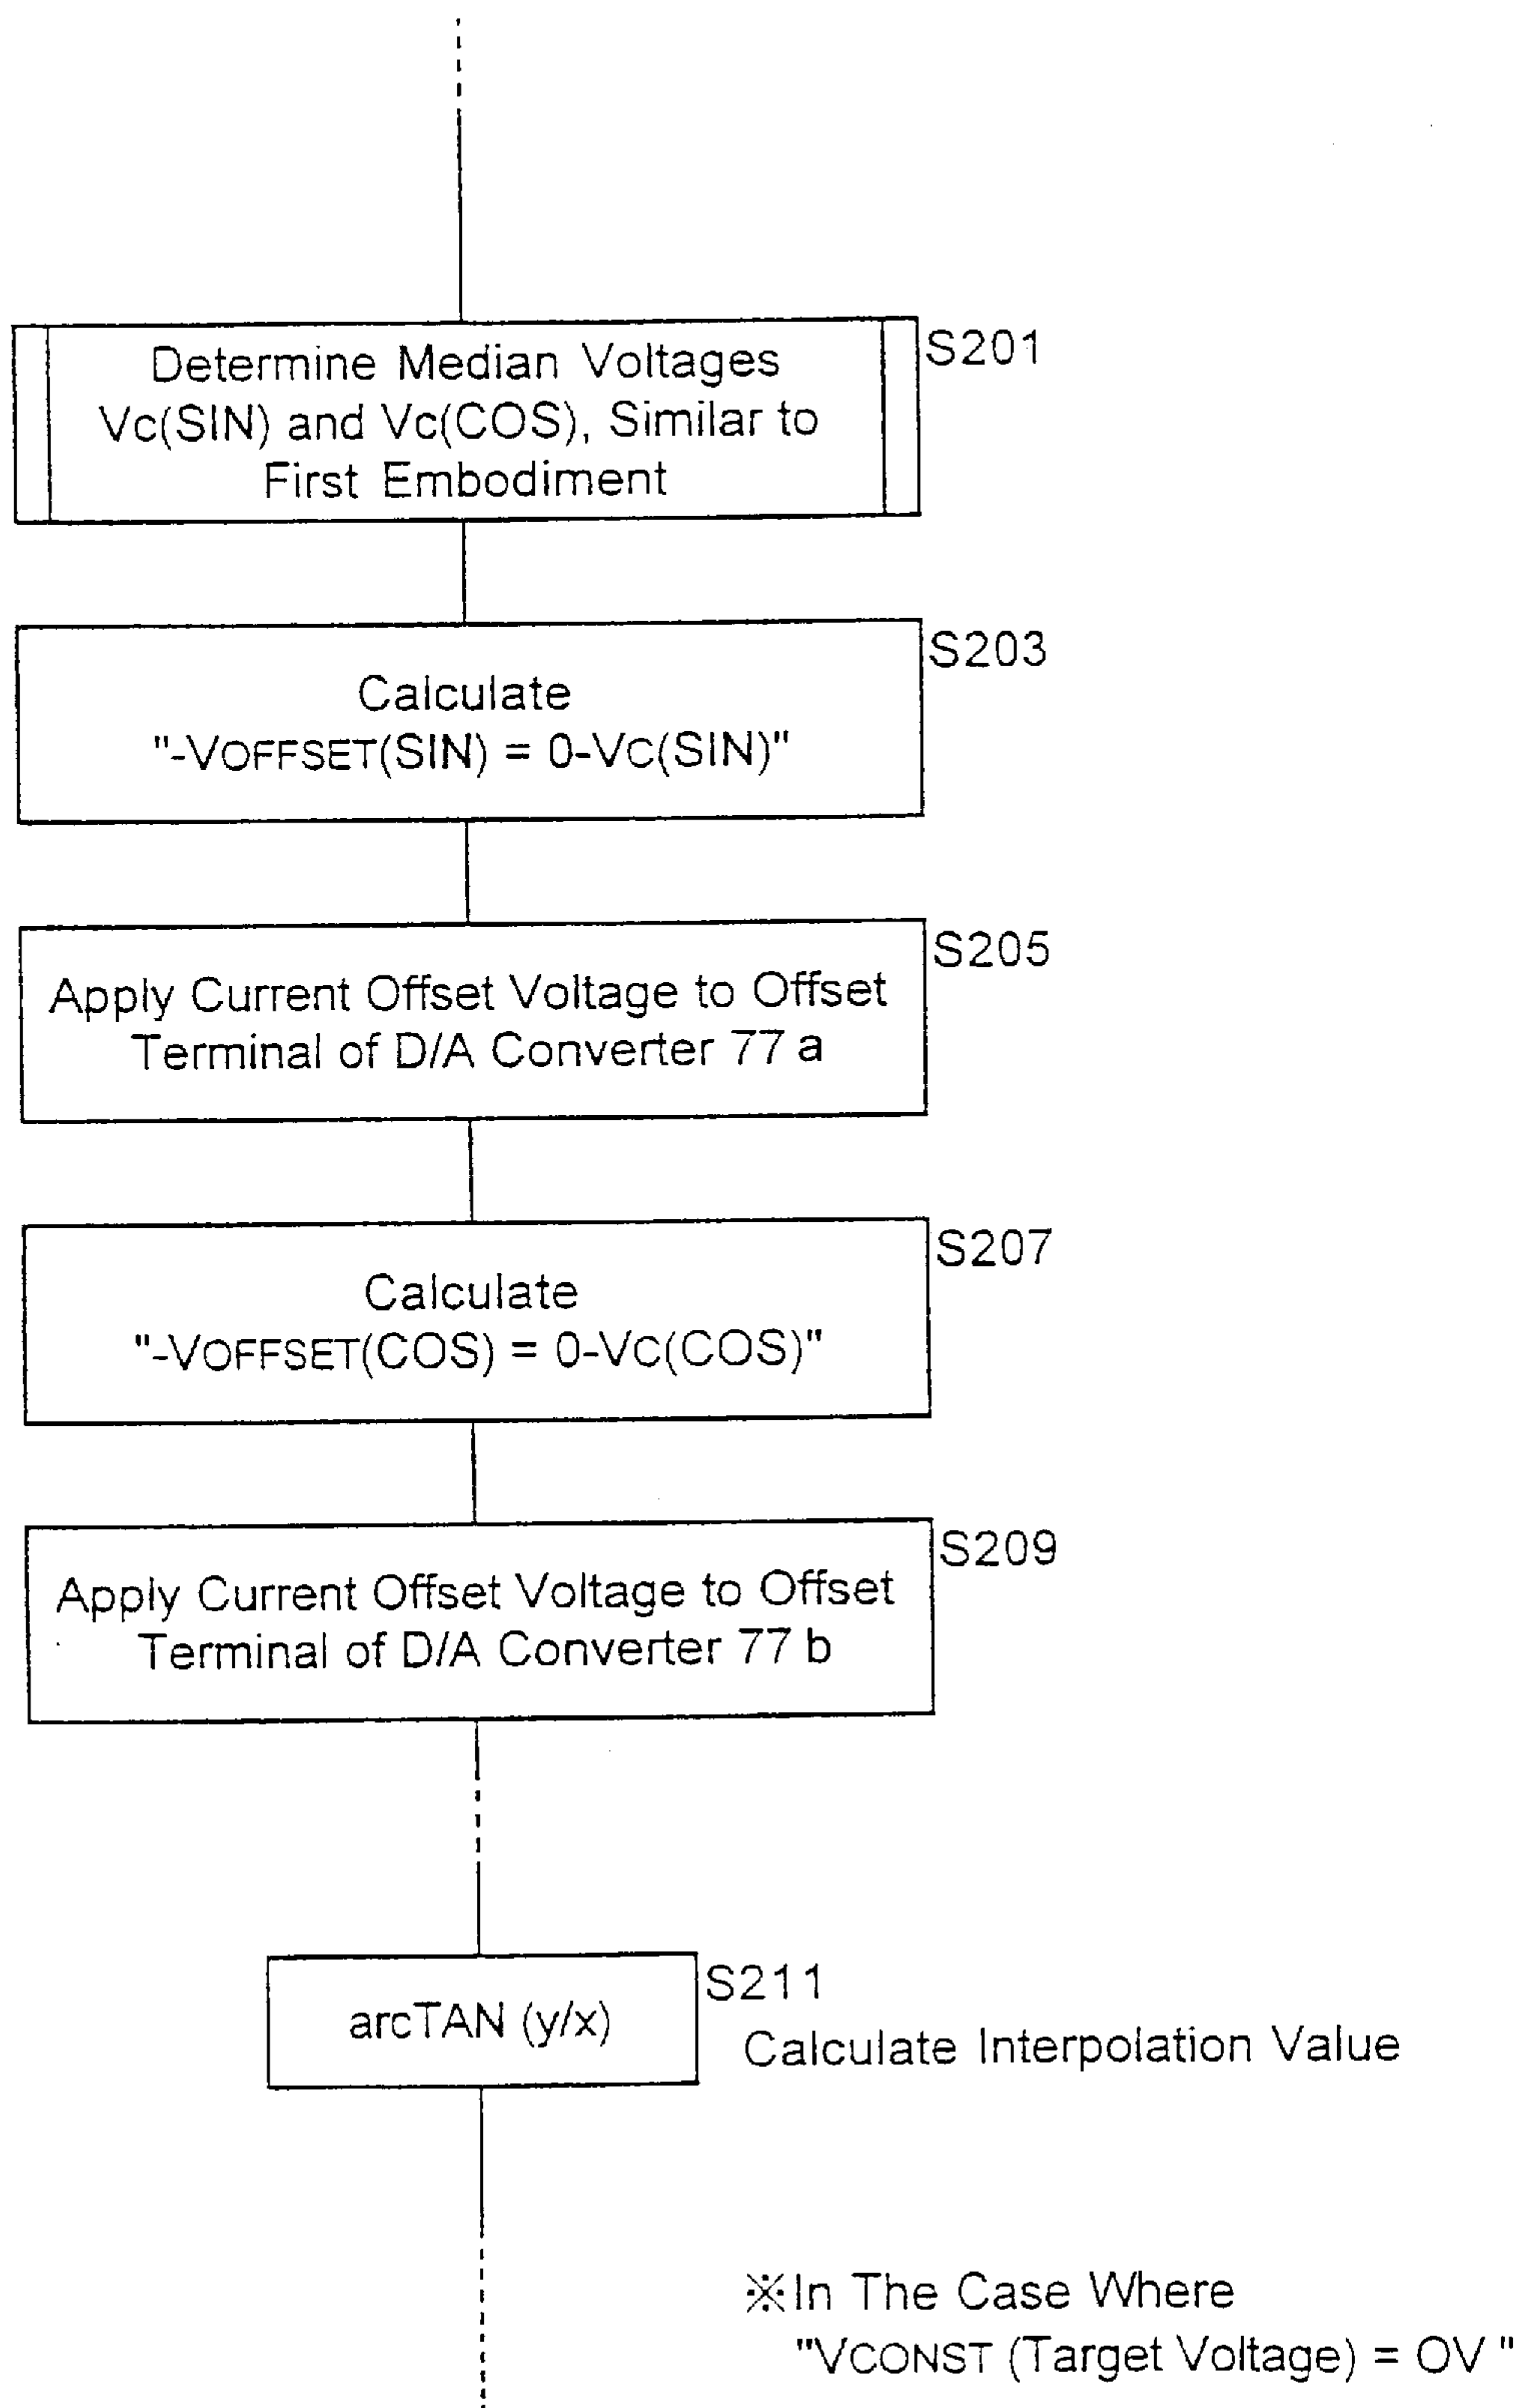 Determine Median Voltages
Vc(SIN) and Vc(COS), Similar to
First Embodiment
S201
Calculate
"-VOFFSET(SIN) = 0-VC(SIN)"
S203
Apply Current Offset Voltage to Offset
Terminal of D/A Converter 77 a
S205
Calculate
"-VOFFSET(COS) = 0-VC(COS)"
S207
Apply Current Offset Voltage to Offset
Terminal of D/A Converter 77 b
S209
arcTAN (y/x)
S211
Calculate Interpolation Value
※In The Case Where
"VCONST (Target Voltage) = OV "